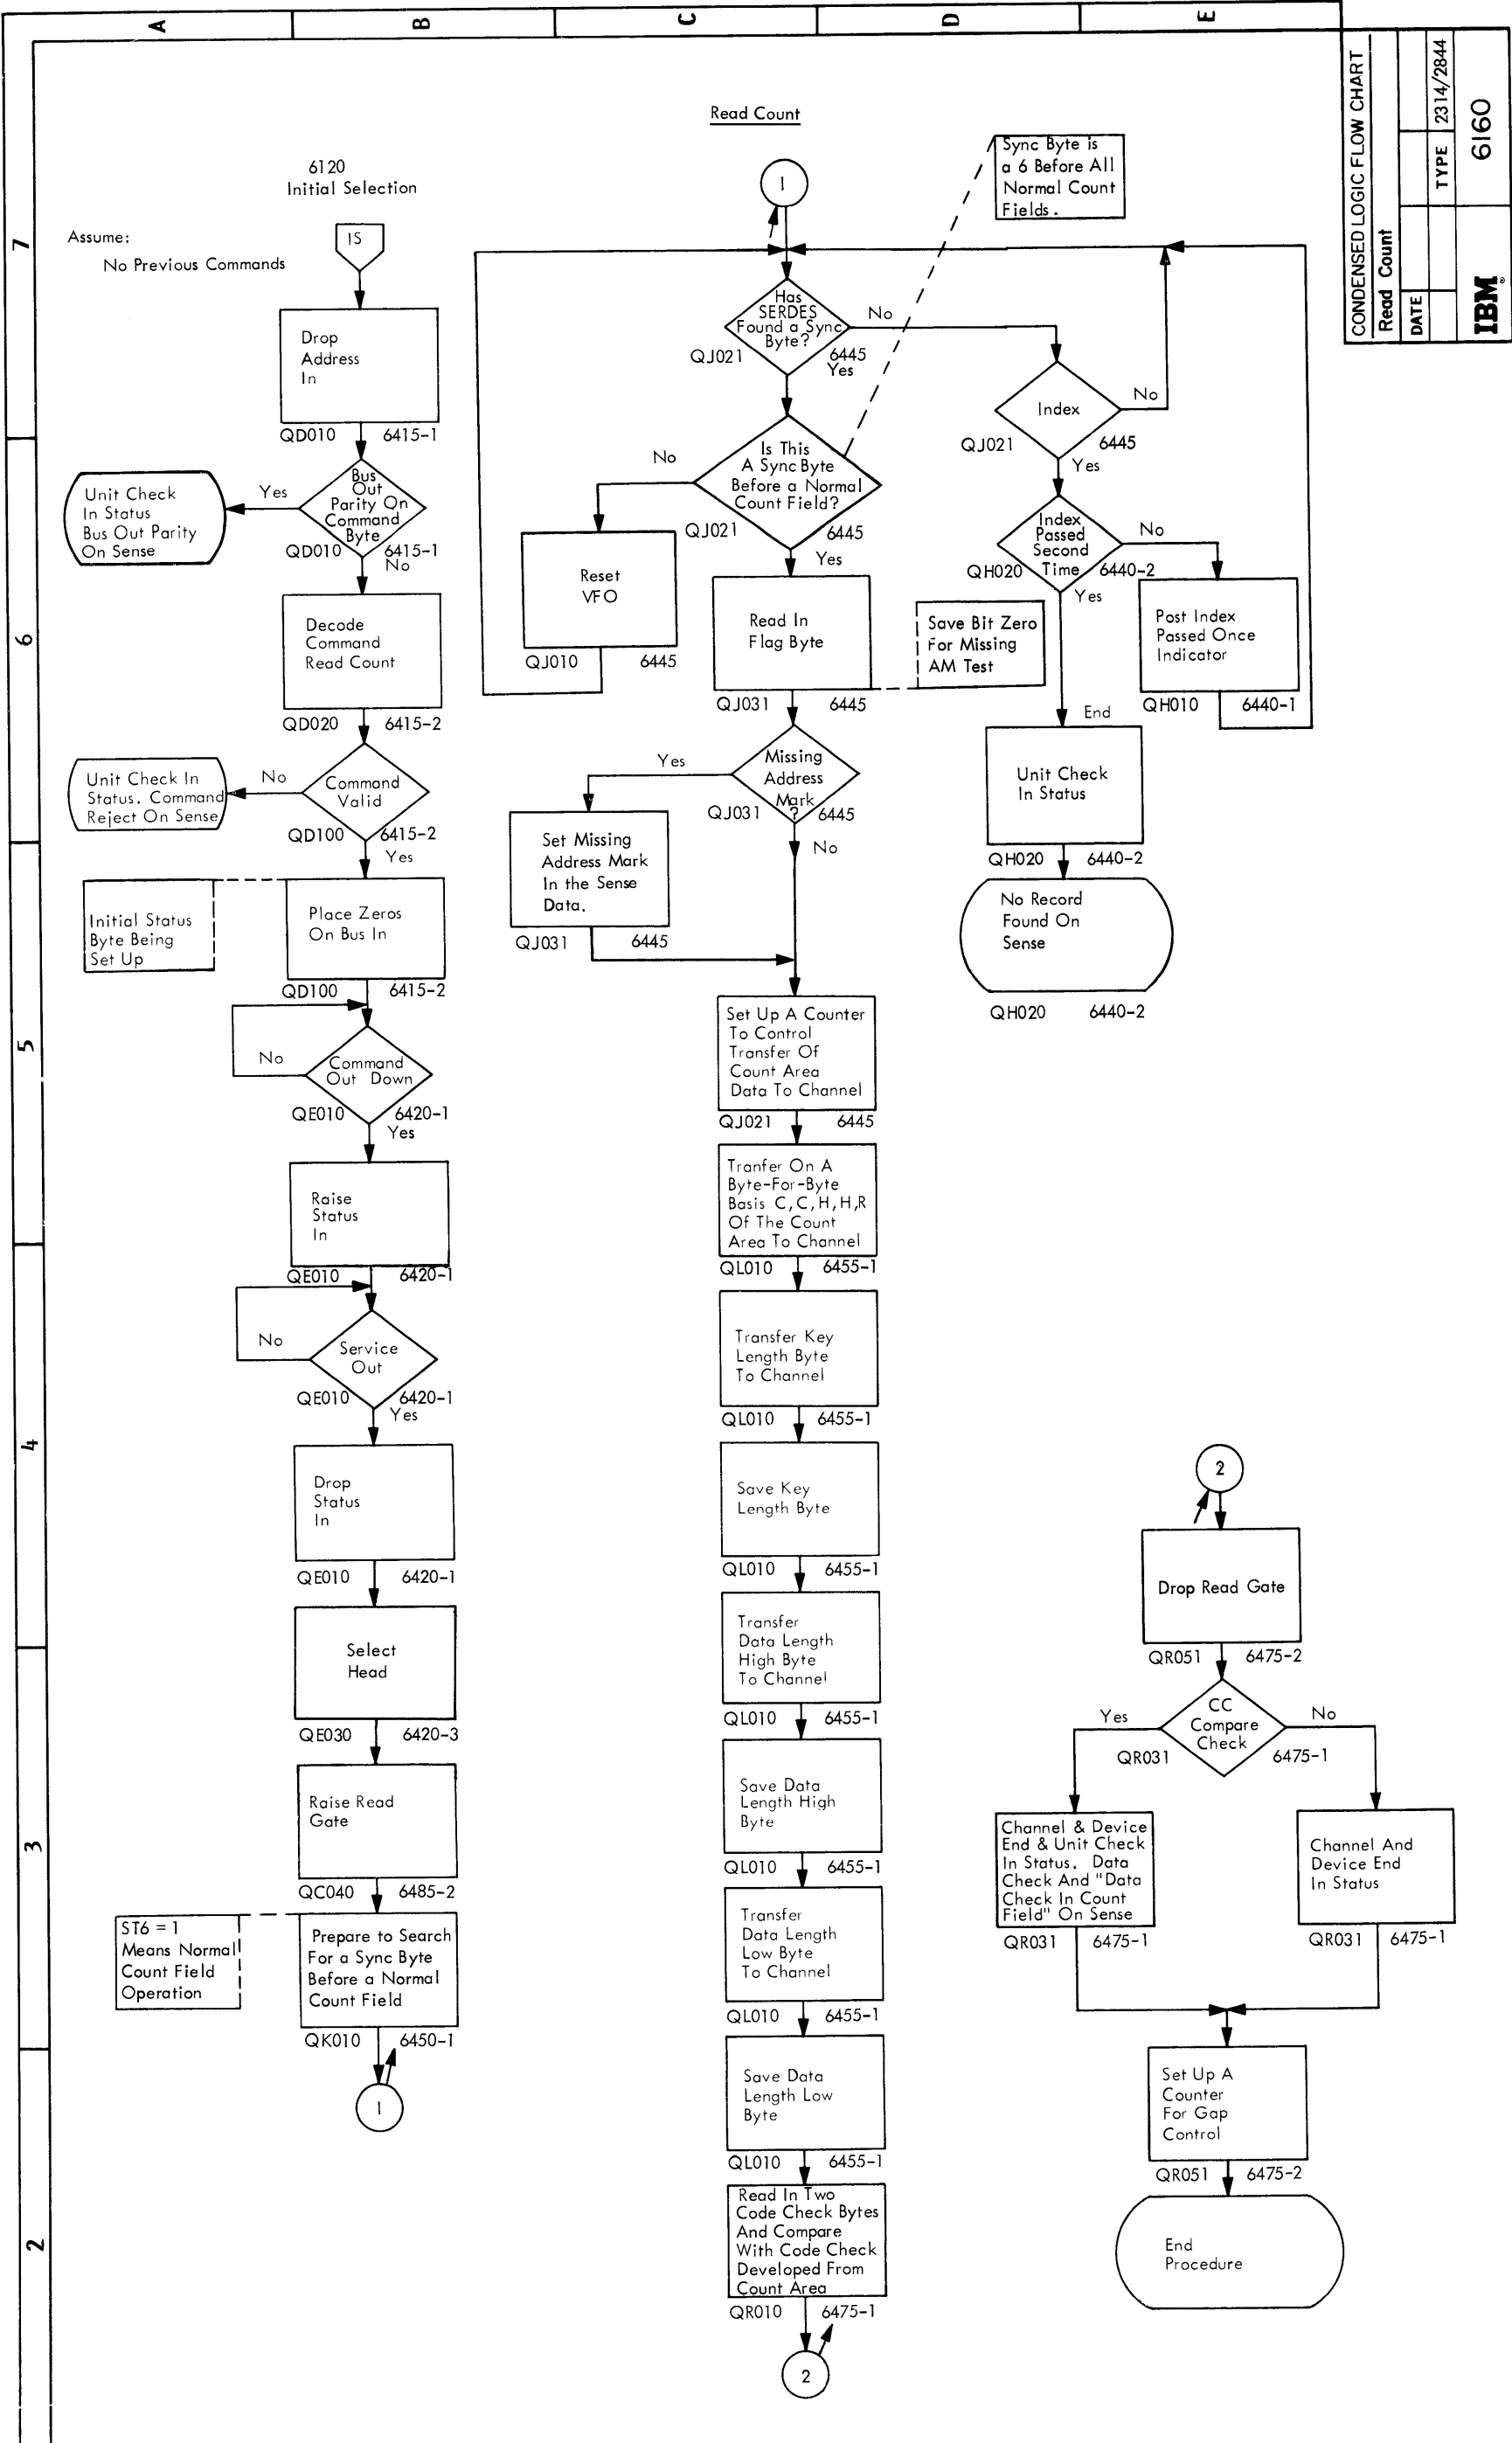 A
B
C
D
E
7
6
5
4
3
2
CONDENSED LOGIC FLOW CHART
Read Count
DATE
TYPE
2314/2844
IBM®
6160
Read Count
6120
Initial Selection
Assume:
No Previous Commands
IS
Drop
Address
In
QD010 6415-1
Bus
Out
Parity On
Command
Byte
QD010 6415-1
Yes
No
Unit Check
In Status
Bus Out Parity
On Sense
Decode
Command
Read Count
QD020 6415-2
Command
Valid
QD100 6415-2
No
Yes
Unit Check In
Status. Command
Reject On Sense
Initial Status
Byte Being
Set Up
Place Zeros
On Bus In
QD100 6415-2
No
Command
Out Down
QE010 6420-1
Yes
Raise
Status
In
QE010 6420-1
No
Service
Out
QE010 6420-1
Yes
Drop
Status
In
QE010 6420-1
Select
Head
QE030 6420-3
Raise Read
Gate
QC040 6485-2
ST6 = 1
Means Normal
Count Field
Operation
Prepare to Search
For a Sync Byte
Before a Normal
Count Field
QK010 6450-1
1
1
Sync Byte is
a 6 Before All
Normal Count
Fields.
Has
SERDES
Found a Sync
Byte?
QJ021 6445
No
Yes
Is This
A Sync Byte
Before a Normal
Count Field?
QJ021 6445
No
Yes
Reset
VFO
QJ010 6445
Read In
Flag Byte
QJ031 6445
Save Bit Zero
For Missing
AM Test
Missing
Address
Mark
?
QJ031 6445
Yes
No
Set Missing
Address Mark
In the Sense
Data.
QJ031 6445
Set Up A Counter
To Control
Transfer Of
Count Area
Data To Channel
QJ021 6445
Tranfer On A
Byte-For-Byte
Basis C,C,H,H,R
Of The Count
Area To Channel
QL010 6455-1
Transfer Key
Length Byte
To Channel
QL010 6455-1
Save Key
Length Byte
QL010 6455-1
Transfer
Data Length
High Byte
To Channel
QL010 6455-1
Save Data
Length High
Byte
QL010 6455-1
Transfer
Data Length
Low Byte
To Channel
QL010 6455-1
Save Data
Length Low
Byte
QL010 6455-1
Read In Two
Code Check Bytes
And Compare
With Code Check
Developed From
Count Area
QR010 6475-1
2
Index
QJ021 6445
No
Yes
Index
Passed
Second
Time
QH020 6440-2
No
Yes
Post Index
Passed Once
Indicator
QH010 6440-1
End
Unit Check
In Status
QH020 6440-2
No Record
Found On
Sense
QH020 6440-2
2
Drop Read Gate
QR051 6475-2
CC
Compare
Check
QR031 6475-1
Yes
No
Channel & Device
End & Unit Check
In Status. Data
Check And "Data
Check In Count
Field" On Sense
QR031 6475-1
Channel And
Device End
In Status
QR031 6475-1
Set Up A
Counter
For Gap
Control
QR051 6475-2
End
Procedure